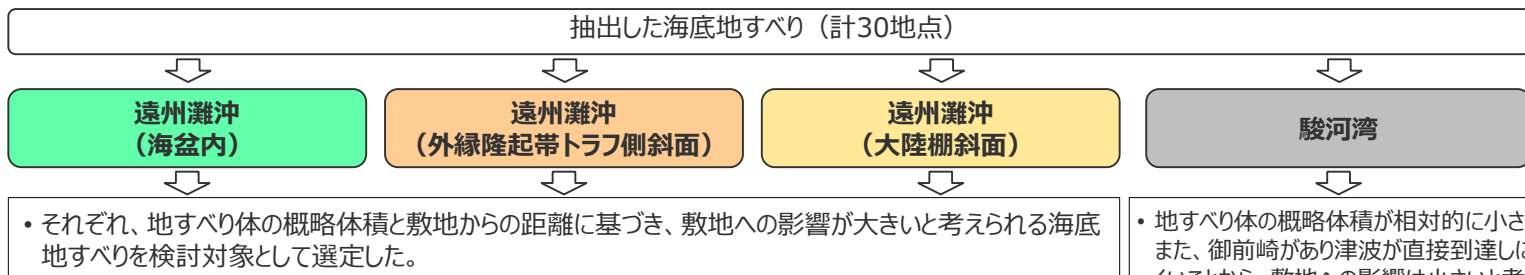 抽出した海底地すべり（計30地点）
遠州灘沖
（海盆内）
遠州灘沖
（外縁隆起帯トラフ側斜面）
遠州灘沖
（大陸棚斜面）
駿河湾
• それぞれ、地すべり体の概略体積と敷地からの距離に基づき、敷地への影響が大きいと考えられる海底
地すべりを検討対象として選定した。
• 地すべり体の概略体積が相対的に小さ
また、御前崎があり津波が直接到達しに